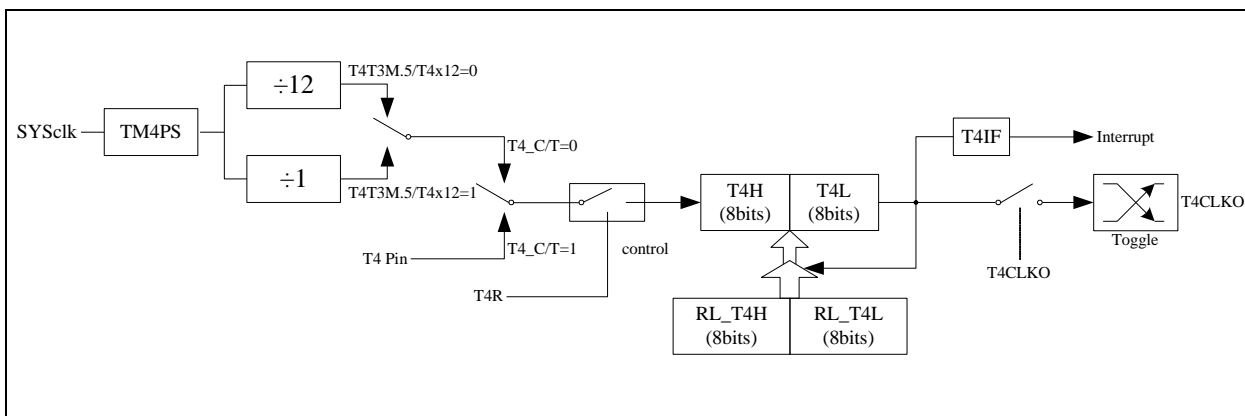 T4T3M.5/T4x12=0
÷12
SYSclk
TM4PS
T4_C/T=0
÷1
T4T3M.5/T4x12=1
T4 Pin
T4_C/T=1
control
T4R
T4H
(8bits)
T4L
(8bits)
T4IF
Interrupt
T4CLKO
Toggle
T4CLKO
RL_T4H
(8bits)
RL_T4L
(8bits)